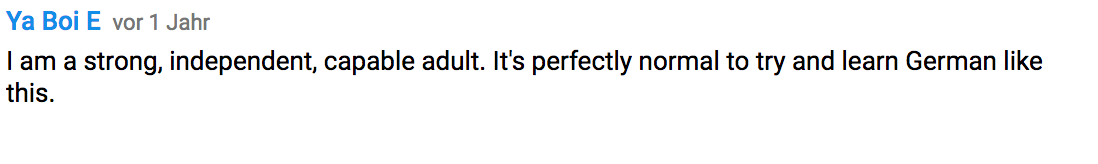 Ya Boi E vor 1 Jahr
I am a strong, independent, capable adult. It's perfectly normal to try and learn German like
this.